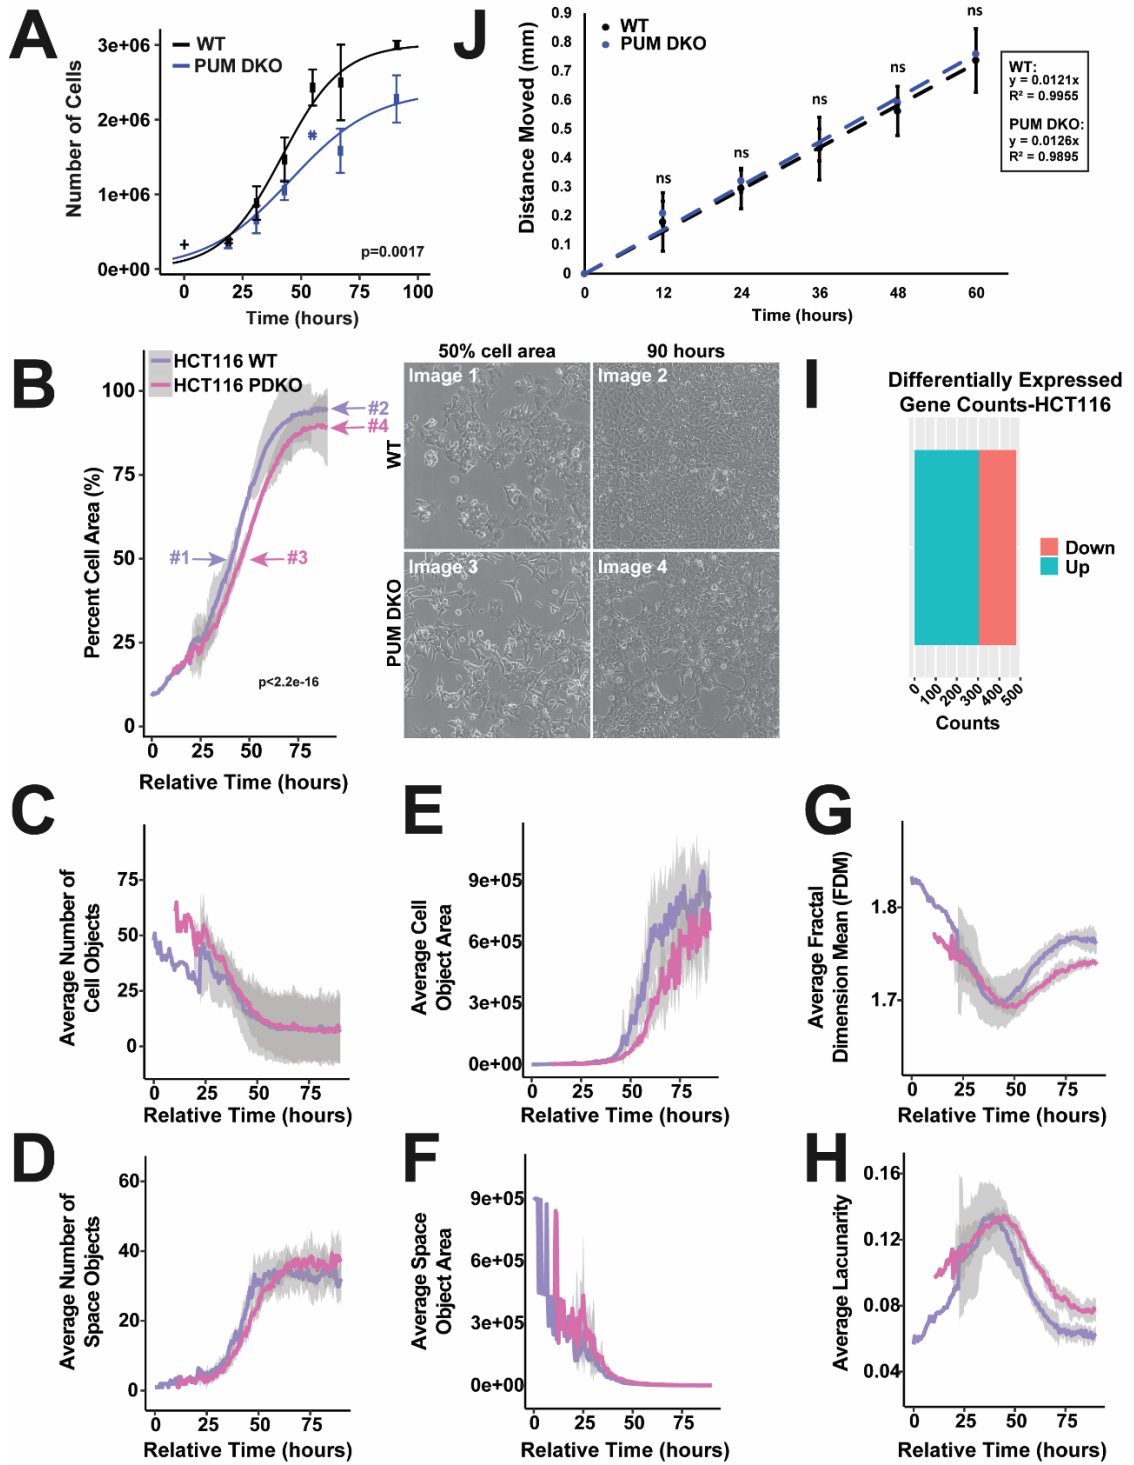 A
3e+06
2e+06
1e+06
0e+00
Number of Cells
WT
PUM DKO
*
p=0.0017
0
25
50
75
100
Time (hours)
J
0.9
0.8
0.7
0.6
0.5
0.4
0.3
0.2
0.1
0
Distance Moved (mm)
WT
PUM DKO
ns
ns
ns
ns
ns
WT:
y = 0.0121x
R² = 0.9955
PUM DKO:
y = 0.0126x
R² = 0.9895
0
12
24
36
48
60
Time (hours)
B
HCT116 WT
HCT116 PDKO
100
75
50
25
0
Percent Cell Area (%)
#2
#4
#1
#3
p<2.2e-16
0
25
50
75
Relative Time (hours)
50% cell area
90 hours
WT
PUM DKO
Image 1
Image 2
Image 3
Image 4
I
Differentially Expressed
Gene Counts-HCT116
Down
Up
0
100
200
300
400
500
Counts
C
75
50
25
0
Average Number of
Cell Objects
0
25
50
75
Relative Time (hours)
E
9e+05
6e+05
3e+05
0e+00
Average Cell
Object Area
0
25
50
75
Relative Time (hours)
G
1.8
1.7
Average Fractal
Dimension Mean (FDM)
0
25
50
75
Relative Time (hours)
D
60
40
20
0
Average Number of
Space Objects
0
25
50
75
Relative Time (hours)
F
9e+05
6e+05
3e+05
0e+00
Average Space
Object Area
0
25
50
75
Relative Time (hours)
H
0.16
0.12
0.08
0.04
Average Lacunarity
0
25
50
75
Relative Time (hours)